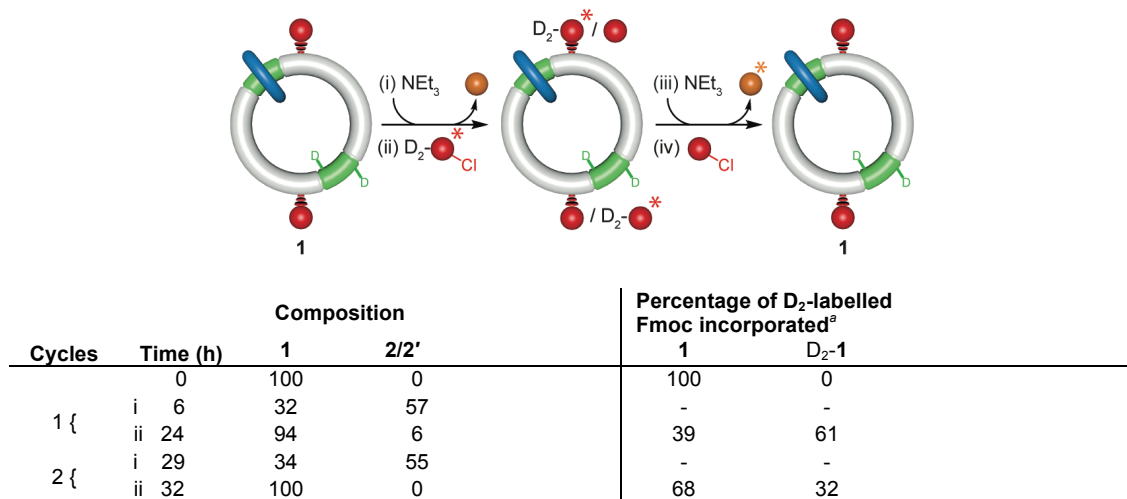 D2-* /
(i) NEt3
(ii) D2-*
Cl
*
(iii) NEt3
(iv)
Cl
D
D
D
D
D
D
/ D2-*
1
1
Composition
Percentage of D2-labelled
Fmoc incorporatedª
Cycles Time (h) 1 2/2′ 1 D2-1
0 100 0 100 0
1 { i 6 32 57 - -
ii 24 94 6 39 61
2 { i 29 34 55 - -
ii 32 100 0 68 32